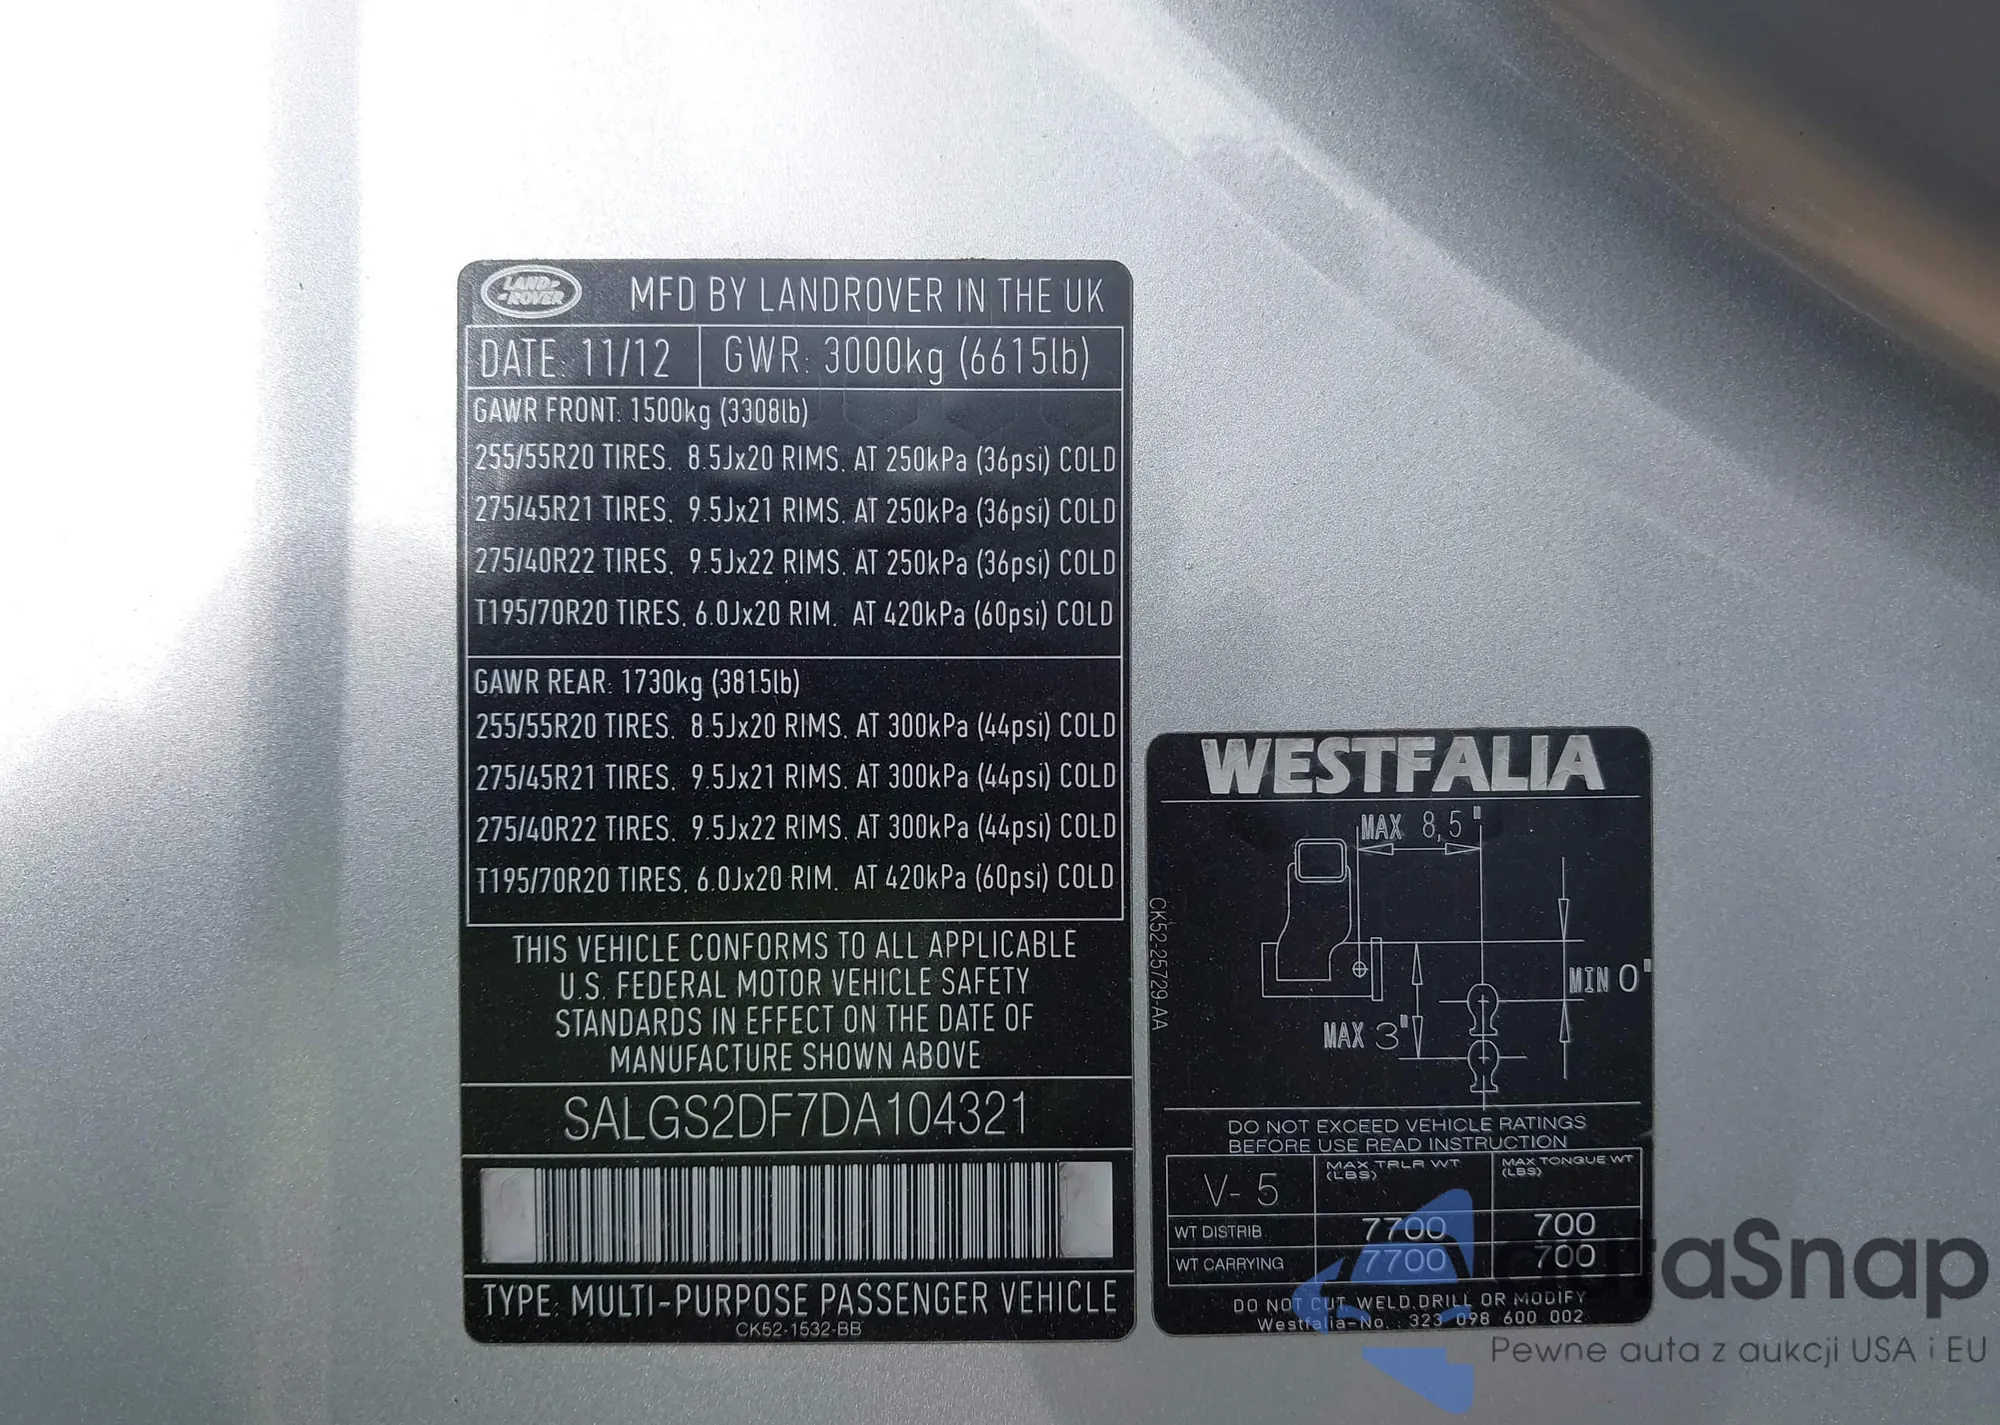 LAND-
-ROVER
MFD BY LANDROVER IN THE UK
DATE: 11/12 GWR: 3000kg (6615lb)
GAWR FRONT: 1500kg (3308lb)
255/55R20 TIRES, 8.5Jx20 RIMS, AT 250kPa (36psi) COLD
275/45R21 TIRES, 9.5Jx21 RIMS, AT 250kPa (36psi) COLD
275/40R22 TIRES, 9.5Jx22 RIMS, AT 250kPa (36psi) COLD
T195/70R20 TIRES, 6.0Jx20 RIM, AT 420kPa (60psi) COLD
GAWR REAR: 1730kg (3815lb)
255/55R20 TIRES, 8.5Jx20 RIMS, AT 300kPa (44psi) COLD
275/45R21 TIRES, 9.5Jx21 RIMS, AT 300kPa (44psi) COLD
275/40R22 TIRES, 9.5Jx22 RIMS, AT 300kPa (44psi) COLD
T195/70R20 TIRES, 6.0Jx20 RIM, AT 420kPa (60psi) COLD
THIS VEHICLE CONFORMS TO ALL APPLICABLE
U.S. FEDERAL MOTOR VEHICLE SAFETY
STANDARDS IN EFFECT ON THE DATE OF
MANUFACTURE SHOWN ABOVE
SALGS2DF7DA104321
TYPE: MULTI-PURPOSE PASSENGER VEHICLE
CK52-1532-BB
WESTFALIA
MAX 8,5"
MIN 0"
MAX 3"
CK52-25729-AA
DO NOT EXCEED VEHICLE RATINGS
BEFORE USE READ INSTRUCTION
V-5 MAX TRLR WT. (LBS) MAX TONGUE WT (LBS)
WT DISTRIB 7700 700
WT CARRYING 7700 700
DO NOT CUT, WELD, DRILL OR MODIFY
Westfalia-No.: 323 098 600 002
autaSnap
Pewne auta z aukcji USA i EU